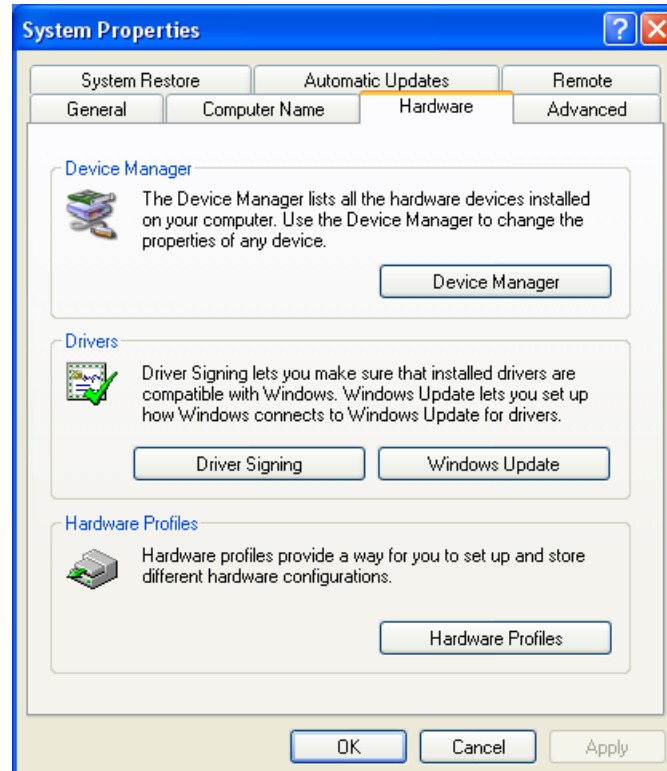 System Properties
System Restore Automatic Updates Remote
General Computer Name Hardware Advanced
Device Manager
The Device Manager lists all the hardware devices installed
on your computer. Use the Device Manager to change the
properties of any device.
Device Manager
Drivers
Driver Signing lets you make sure that installed drivers are
compatible with Windows. Windows Update lets you set up
how Windows connects to Windows Update for drivers.
Driver Signing Windows Update
Hardware Profiles
Hardware profiles provide a way for you to set up and store
different hardware configurations.
Hardware Profiles
OK Cancel Apply